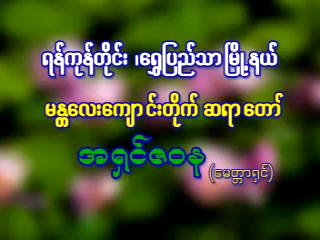 ရန်ကုန်တိုင်း ၊ရွှေပြည်သာမြို့နယ်
မန္တလေးကျောင်းတိုက် ဆရာတော်
အရှင်ဇဝန (မေတ္တာရှင်)